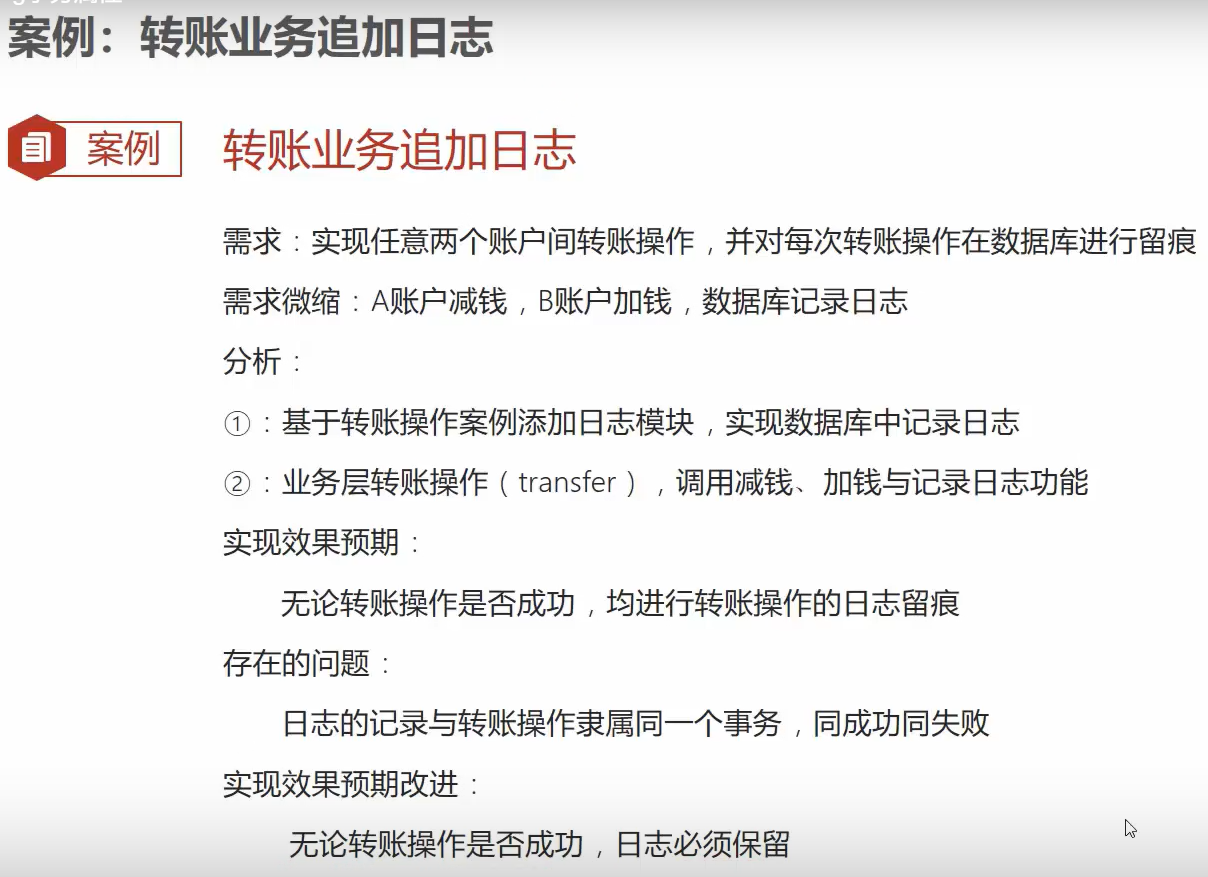 案例：转账业务追加日志
案例
转账业务追加日志
需求：实现任意两个账户间转账操作，并对每次转账操作在数据库进行留痕
需求微缩：A账户减钱，B账户加钱，数据库记录日志
分析：
①：基于转账操作案例添加日志模块，实现数据库中记录日志
②：业务层转账操作（transfer），调用减钱、加钱与记录日志功能
实现效果预期：
无论转账操作是否成功，均进行转账操作的日志留痕
存在的问题：
日志的记录与转账操作隶属同一个事务，同成功同失败
实现效果预期改进：
无论转账操作是否成功，日志必须保留